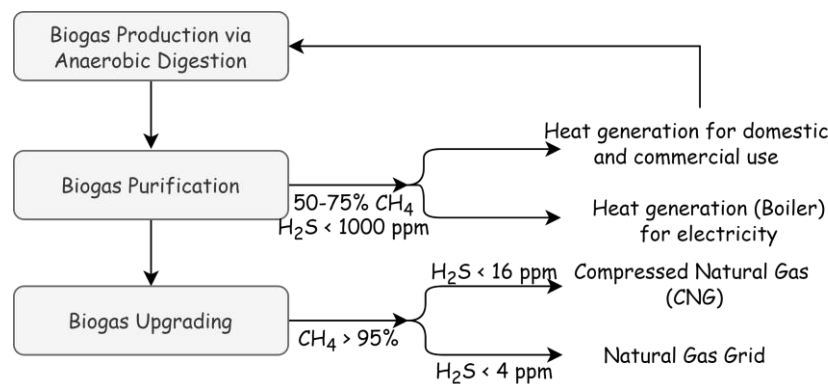 Biogas Production via
Anaerobic Digestion
Heat generation for domestic
and commercial use
Biogas Purification
50-75% CH₄
H₂S < 1000 ppm
Heat generation (Boiler)
for electricity
H₂S < 16 ppm
Compressed Natural Gas
(CNG)
Biogas Upgrading
CH₄ > 95%
H₂S < 4 ppm
Natural Gas Grid